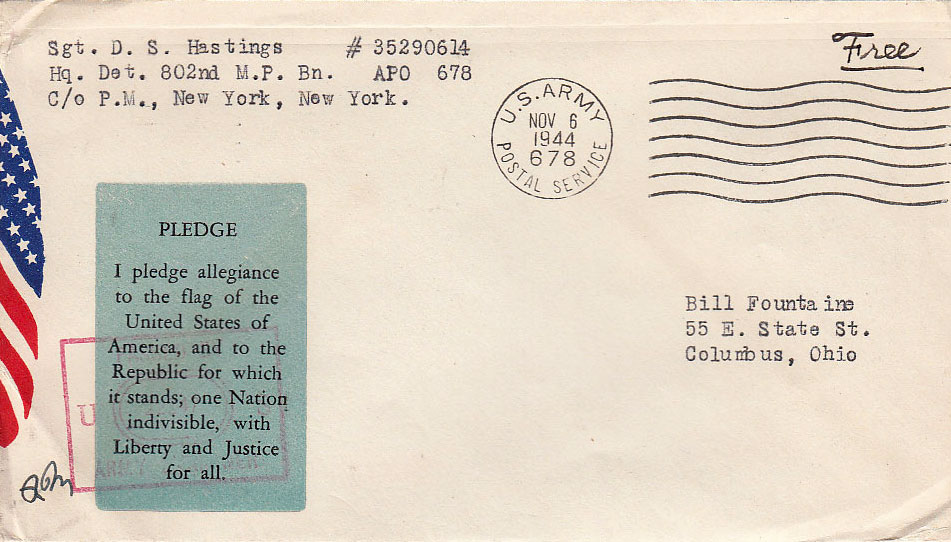 Sgt. D. S. Hastings # 35290614
Hq. Det. 802nd M.P. Bn. APO 678
C/o P.M., New York, New York.
Free
U.S. ARMY
NOV 6
1944
678
POSTAL SERVICE
PLEDGE
I pledge allegiance
to the flag of the
United States of
America, and to the
Republic for which
it stands; one Nation
indivisible, with
Liberty and Justice
for all.
Bill Fountaine
55 E. State St.
Columbus, Ohio
U
ARMY